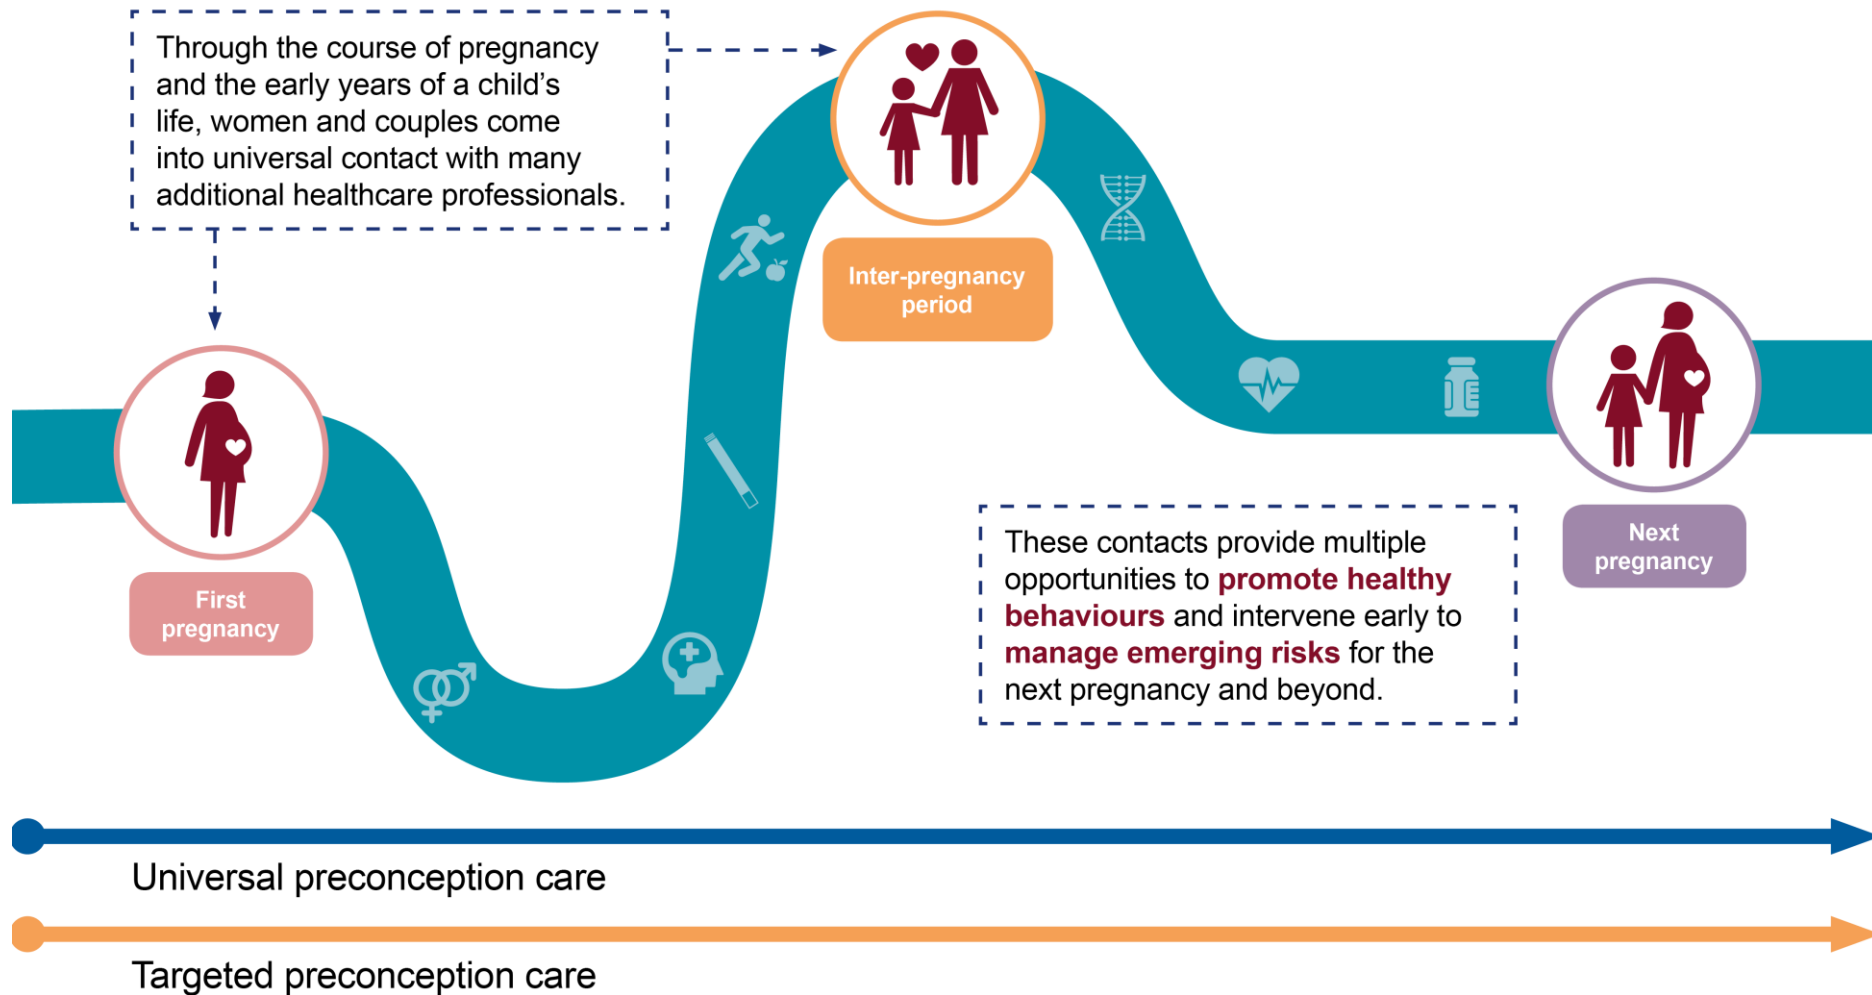 Through the course of pregnancy
and the early years of a child’s
life, women and couples come
into universal contact with many
additional healthcare professionals.
Inter-pregnancy
period
First
pregnancy
Next
pregnancy
These contacts provide multiple
opportunities to promote healthy
behaviours and intervene early to
manage emerging risks for the
next pregnancy and beyond.
Universal preconception care
Targeted preconception care